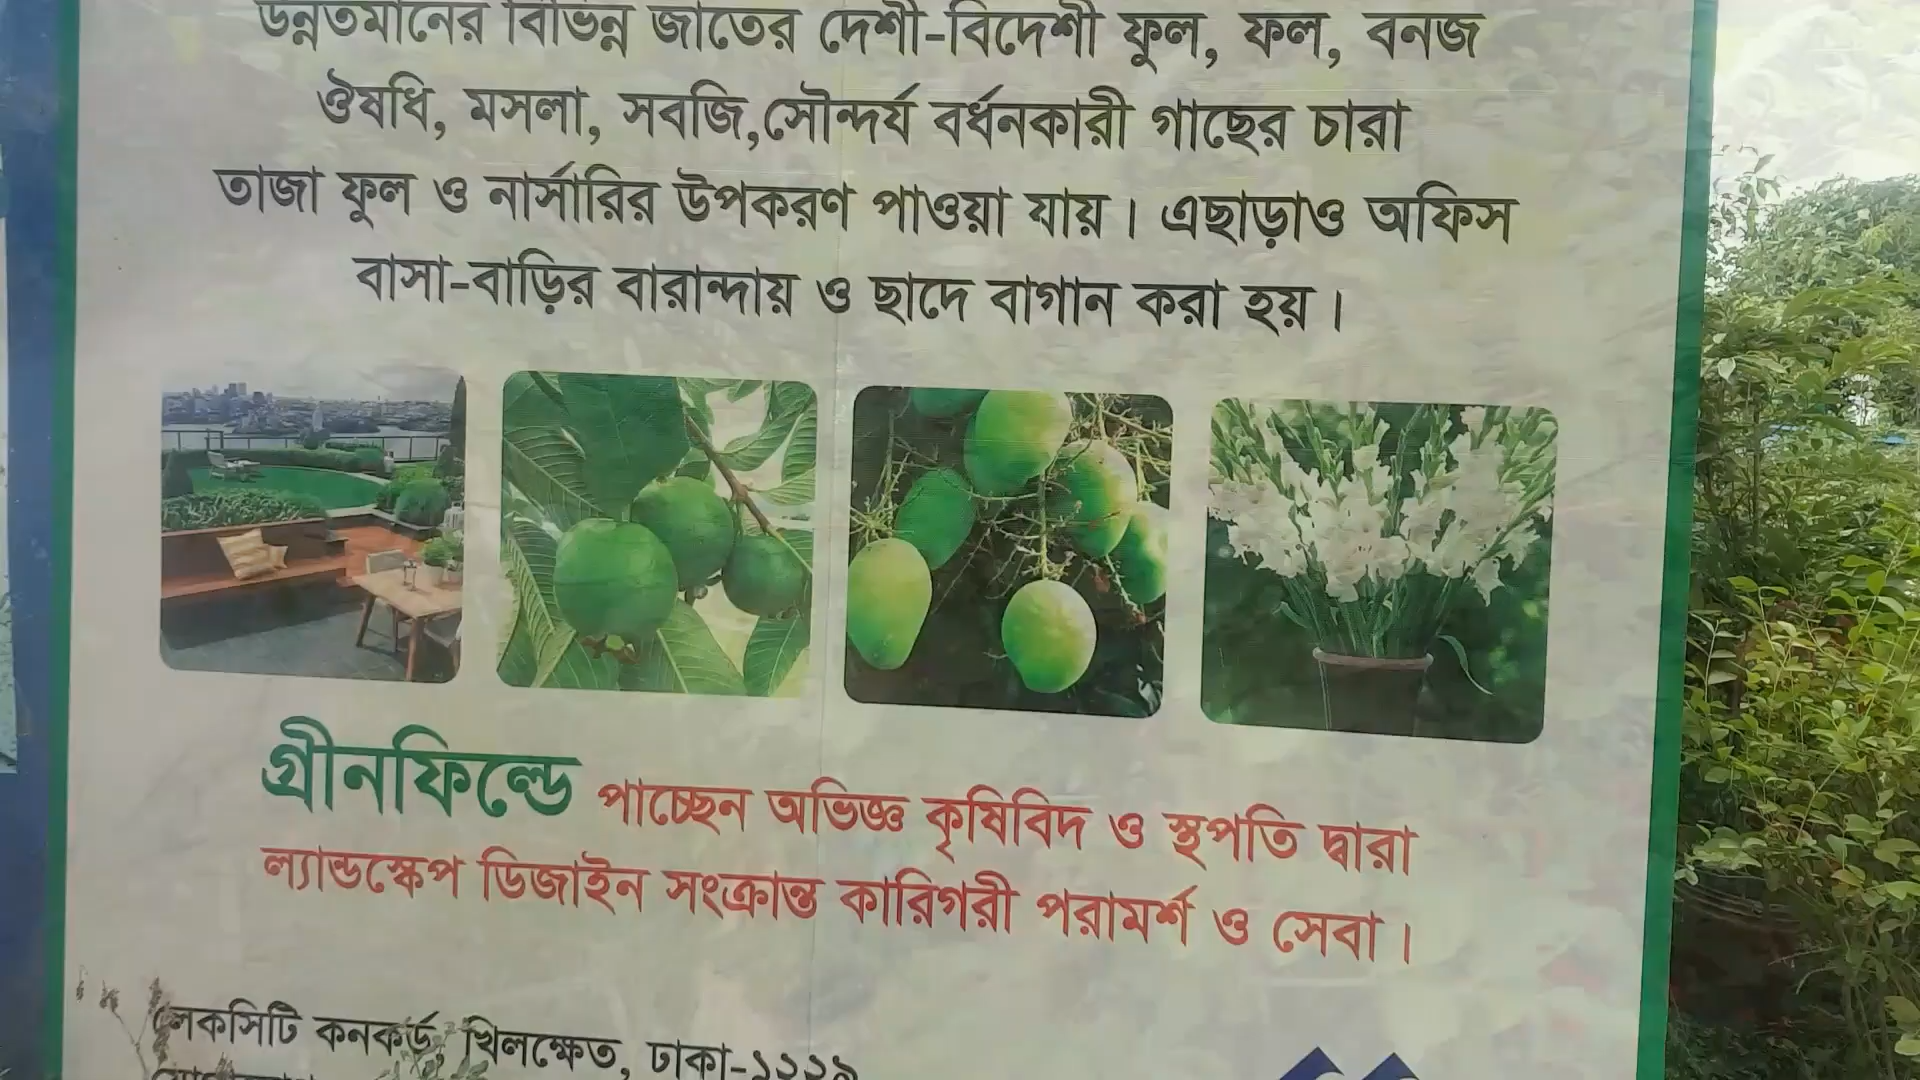 উন্নতমানের বিভিন্ন জাতের দেশী-বিদেশী ফুল, ফল, বনজ
ঔষধি, মসলা, সবজি,সৌন্দর্য বর্ধনকারী গাছের চারা
তাজা ফুল ও নার্সারির উপকরণ পাওয়া যায়। এছাড়াও অফিস
বাসা-বাড়ির বারান্দায় ও ছাদে বাগান করা হয়।
গ্রীনফিল্ডে পাচ্ছেন অভিজ্ঞ কৃষিবিদ ও স্থপতি দ্বারা
ল্যান্ডস্কেপ ডিজাইন সংক্রান্ত কারিগরী পরামর্শ ও সেবা।
লেকসিটি কনকর্ড, খিলক্ষেত, ঢাকা-১২২৯